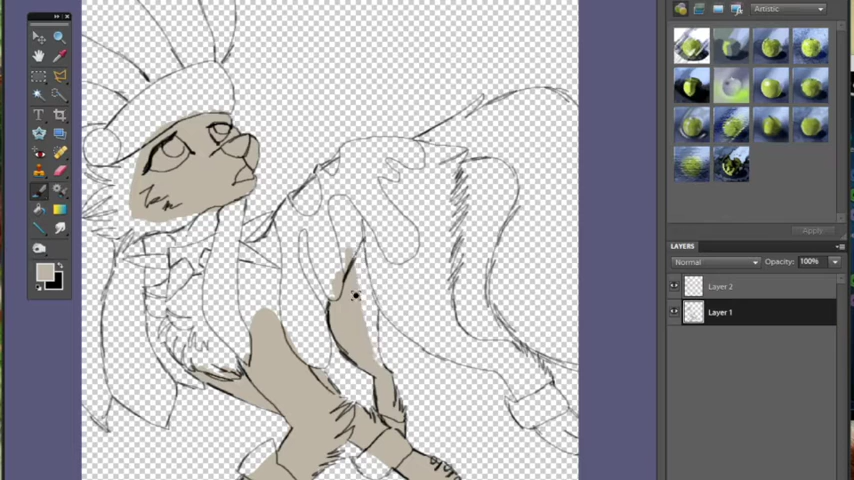 Artistic
Apply
LAYERS
Normal
Opacity: 100%
Layer 2
Layer 1